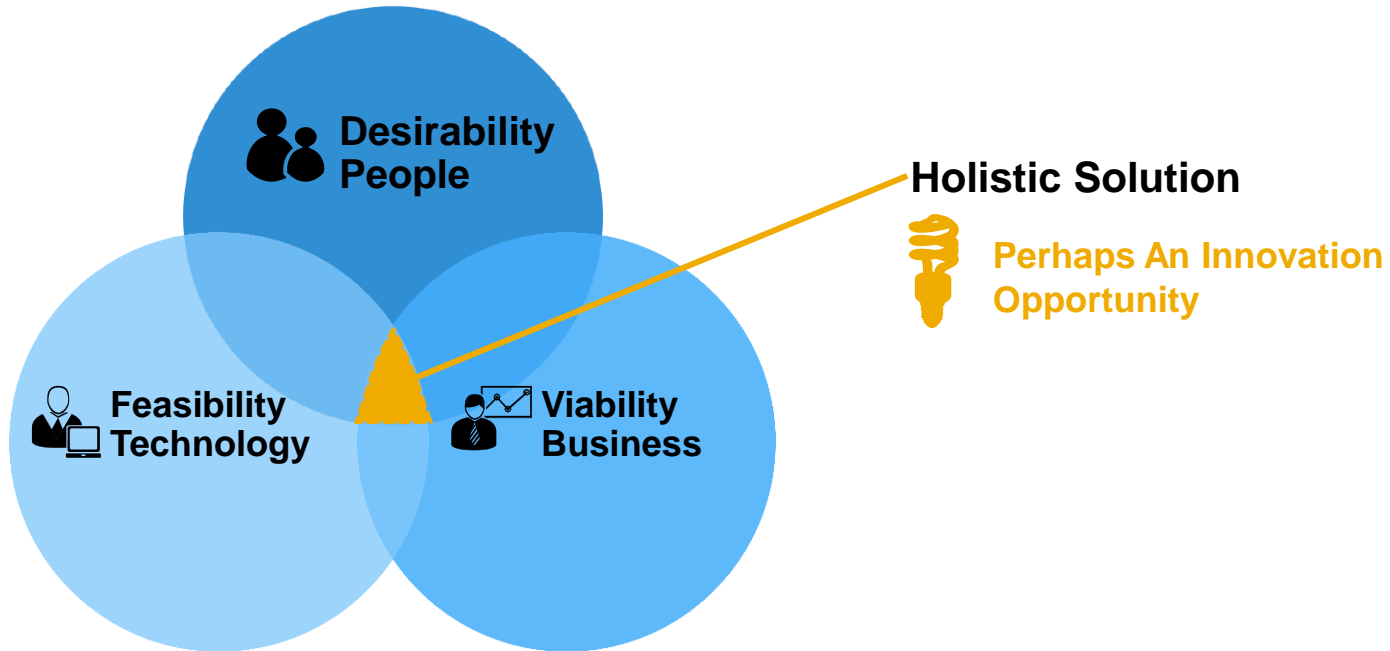 Desirability
People
Holistic Solution
Perhaps An Innovation
Opportunity
Feasibility
Technology
Viability
Business